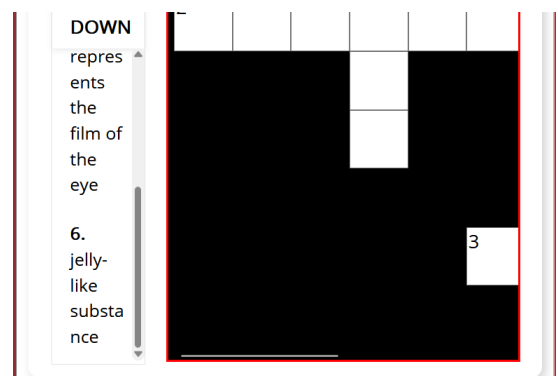 DOWN
repres
ents
the
film of
the
eye
6.
jelly-
like
substa
nce
3